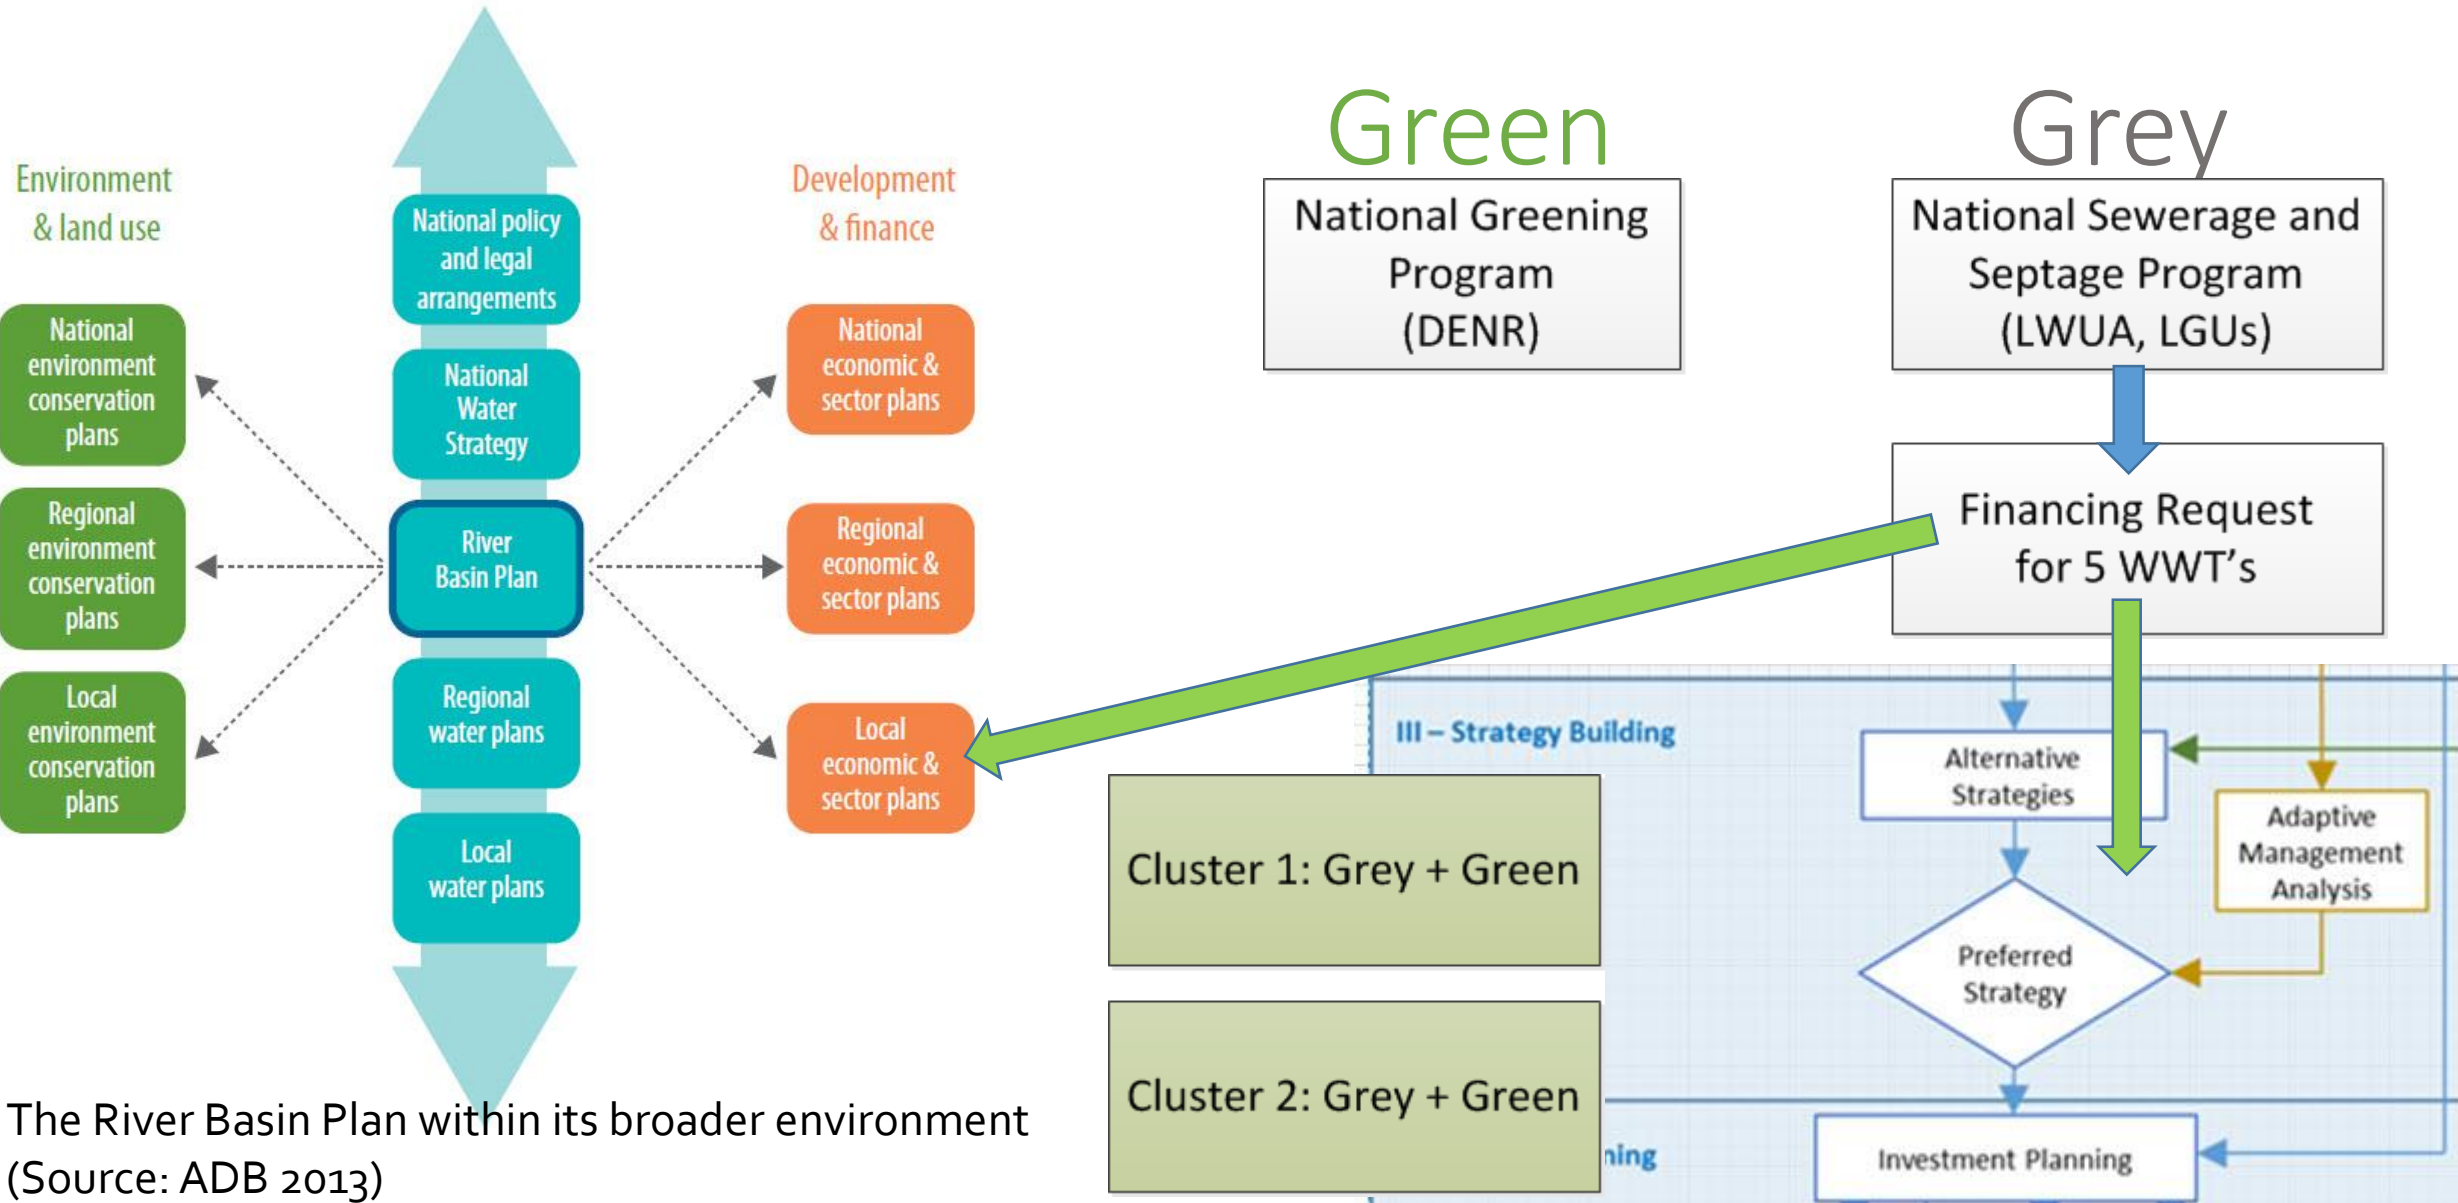 Environment
& land use
National
environment
conservation
plans
Regional
environment
conservation
plans
Local
environment
conservation
plans
National policy
and legal
arrangements
National
Water
Strategy
River
Basin Plan
Regional
water plans
Local
water plans
Development
& finance
National
economic &
sector plans
Regional
economic &
sector plans
Local
economic &
sector plans
The River Basin Plan within its broader environment
(Source: ADB 2013)
Green
National Greening
Program
(DENR)
Grey
National Sewerage and
Septage Program
(LWUA, LGUs)
Financing Request
for 5 WWT's
III – Strategy Building
Cluster 1: Grey + Green
Cluster 2: Grey + Green
Alternative
Strategies
Adaptive
Management
Analysis
Preferred
Strategy
Investment Planning